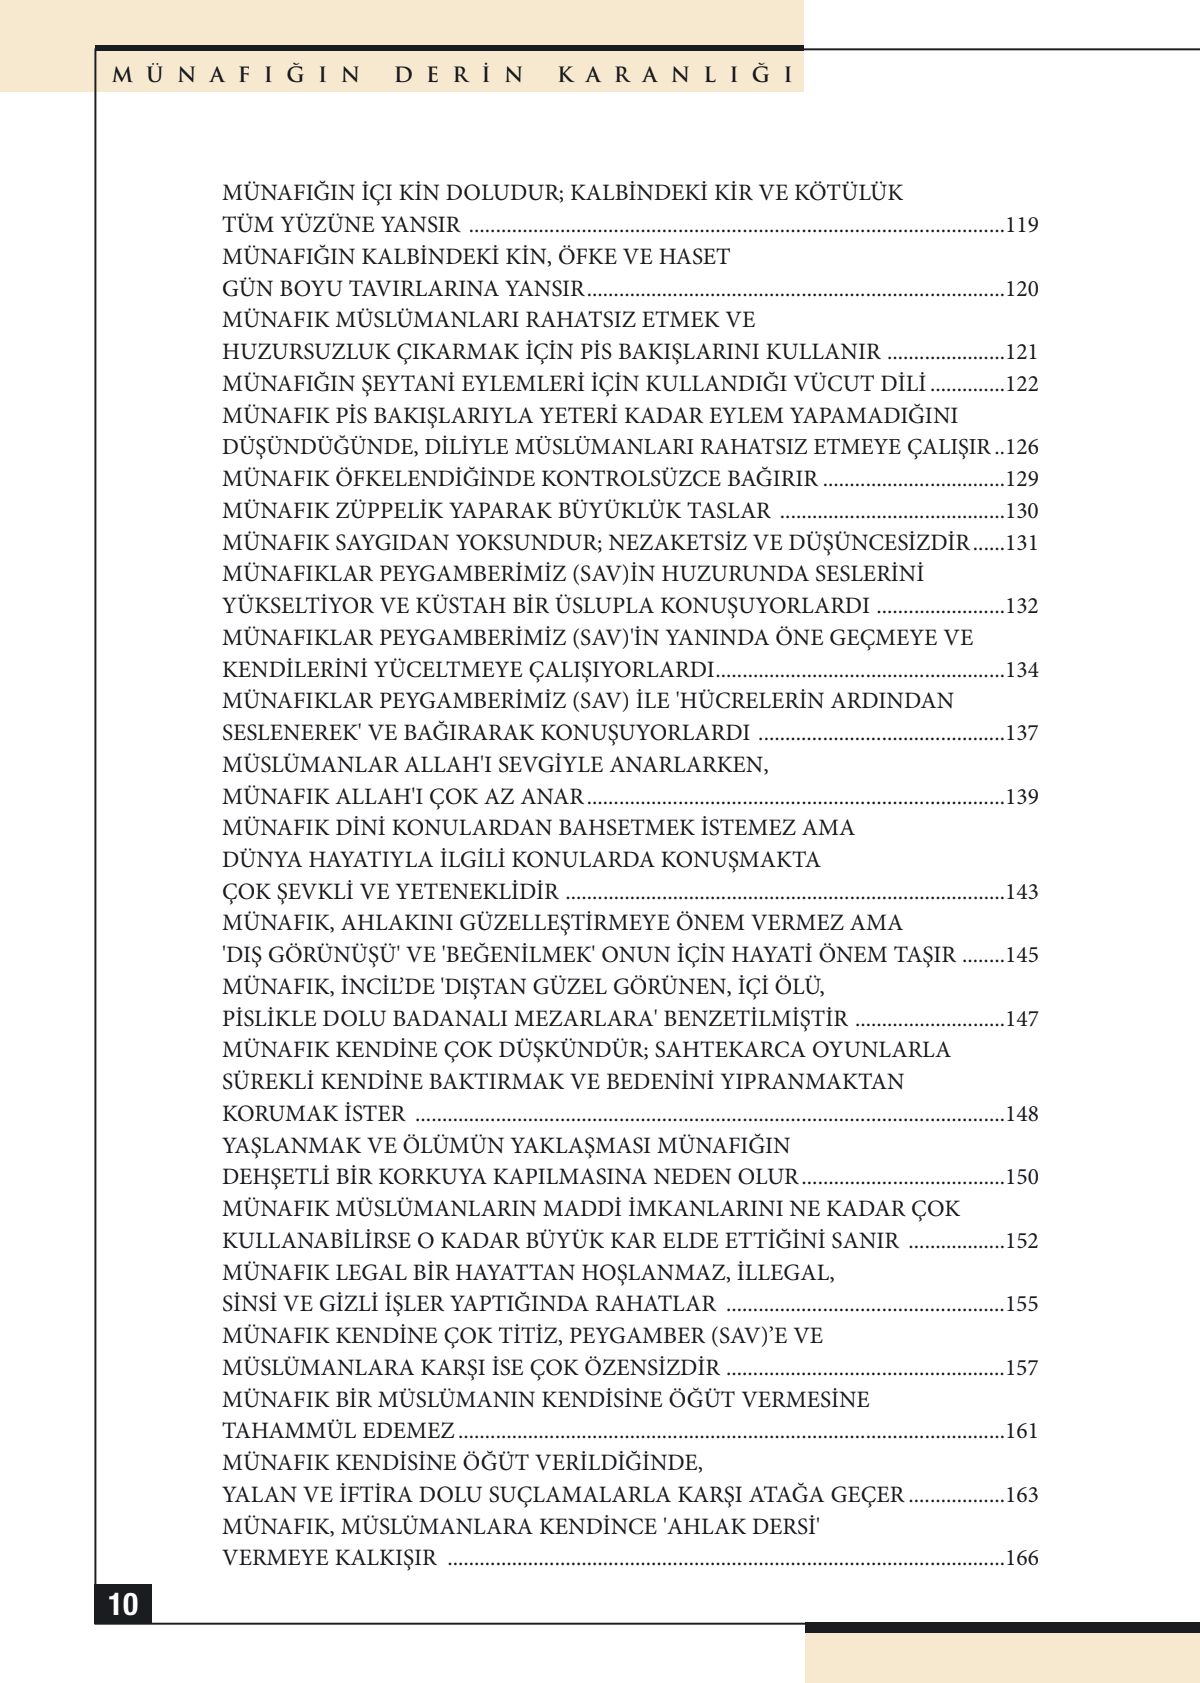 MÜNAFIĞIN DERİN KARANLIĞI
MÜNAFIĞIN İÇI KİN DOLUDUR; KALBİNDEKİ KİR VE KÖTÜLÜK
TÜM YÜZÜNE YANSIR ....................................................................................................119
MÜNAFIĞIN KALBİNDEKİ KİN, ÖFKE VE HASET
GÜN BOYU TAVIRLARINA YANSIR..............................................................................120
MÜNAFIK MÜSLÜMANLARI RAHATSIZ ETMEK VE
HUZURSUZLUK ÇIKARMAK İÇİN PİS BAKIŞLARINI KULLANIR ......................121
MÜNAFIĞIN ŞEYTANİ EYLEMLERİ İÇİN KULLANDIĞI VÜCUT DİLİ..............122
MÜNAFIK PİS BAKIŞLARIYLA YETERİ KADAR EYLEM YAPAMADIĞINI
DÜŞÜNDÜĞÜNDE, DİLİYLE MÜSLÜMANLARI RAHATSIZ ETMEYE ÇALIŞIR..126
MÜNAFIK ÖFKELENDİĞİNDE KONTROLSÜZCE BAĞIRIR ..................................129
MÜNAFIK ZÜPPELİK YAPARAK BÜYÜKLÜK TASLAR ..........................................130
MÜNAFIK SAYGIDAN YOKSUNDUR; NEZAKETSİZ VE DÜŞÜNCESİZDİR......131
MÜNAFIKLAR PEYGAMBERİMİZ (SAV)İN HUZURUNDA SESLERİNİ
YÜKSELTİYOR VE KÜSTAH BİR ÜSLUPLA KONUŞUYORLARDI ........................132
MÜNAFIKLAR PEYGAMBERİMİZ (SAV)'İN YANINDA ÖNE GEÇMEYE VE
KENDİLERİNİ YÜCELTMEYE ÇALIŞIYORLARDI......................................................134
MÜNAFIKLAR PEYGAMBERİMİZ (SAV) İLE 'HÜCRELERİN ARDINDAN
SESLENEREK' VE BAĞIRARAK KONUŞUYORLARDI ..............................................137
MÜSLÜMANLAR ALLAH'I SEVGİYLE ANARLARKEN,
MÜNAFIK ALLAH'I ÇOK AZ ANAR..............................................................................139
MÜNAFIK DİNİ KONULARDAN BAHSETMEK İSTEMEZ AMA
DÜNYA HAYATIYLA İLGİLİ KONULARDA KONUŞMAKTA
ÇOK ŞEVKLİ VE YETENEKLİDİR ..................................................................................143
MÜNAFIK, AHLAKINI GÜZELLEŞTİRMEYE ÖNEM VERMEZ AMA
'DIŞ GÖRÜNÜŞÜ' VE 'BEĞENİLMEK' ONUN İÇİN HAYATİ ÖNEM TAŞIR ........145
MÜNAFIK, İNCİL’DE 'DIŞTAN GÜZEL GÖRÜNEN, İÇİ ÖLÜ,
PİSLİKLE DOLU BADANALI MEZARLARA' BENZETİLMİŞTİR ............................147
MÜNAFIK KENDİNE ÇOK DÜŞKÜNDÜR; SAHTEKARCA OYUNLARLA
SÜREKLİ KENDİNE BAKTIRMAK VE BEDENİNİ YIPRANMAKTAN
KORUMAK İSTER ..............................................................................................................148
YAŞLANMAK VE ÖLÜMÜN YAKLAŞMASI MÜNAFIĞIN
DEHŞETLİ BİR KORKUYA KAPILMASINA NEDEN OLUR......................................150
MÜNAFIK MÜSLÜMANLARIN MADDİ İMKANLARINI NE KADAR ÇOK
KULLANABİLİRSE O KADAR BÜYÜK KAR ELDE ETTİĞİNİ SANIR ..................152
MÜNAFIK LEGAL BİR HAYATTAN HOŞLANMAZ, İLLEGAL,
SİNSİ VE GİZLİ İŞLER YAPTIĞINDA RAHATLAR ....................................................155
MÜNAFIK KENDİNE ÇOK TİTİZ, PEYGAMBER (SAV)’E VE
MÜSLÜMANLARA KARŞI İSE ÇOK ÖZENSİZDİR ....................................................157
MÜNAFIK BİR MÜSLÜMANIN KENDİSİNE ÖĞÜT VERMESİNE
TAHAMMÜL EDEMEZ......................................................................................................161
MÜNAFIK KENDİSİNE ÖĞÜT VERİLDİĞİNDE,
YALAN VE İFTİRA DOLU SUÇLAMALARLA KARŞI ATAĞA GEÇER..................163
MÜNAFIK, MÜSLÜMANLARA KENDİNCE 'AHLAK DERSİ'
VERMEYE KALKIŞIR ........................................................................................................166
10